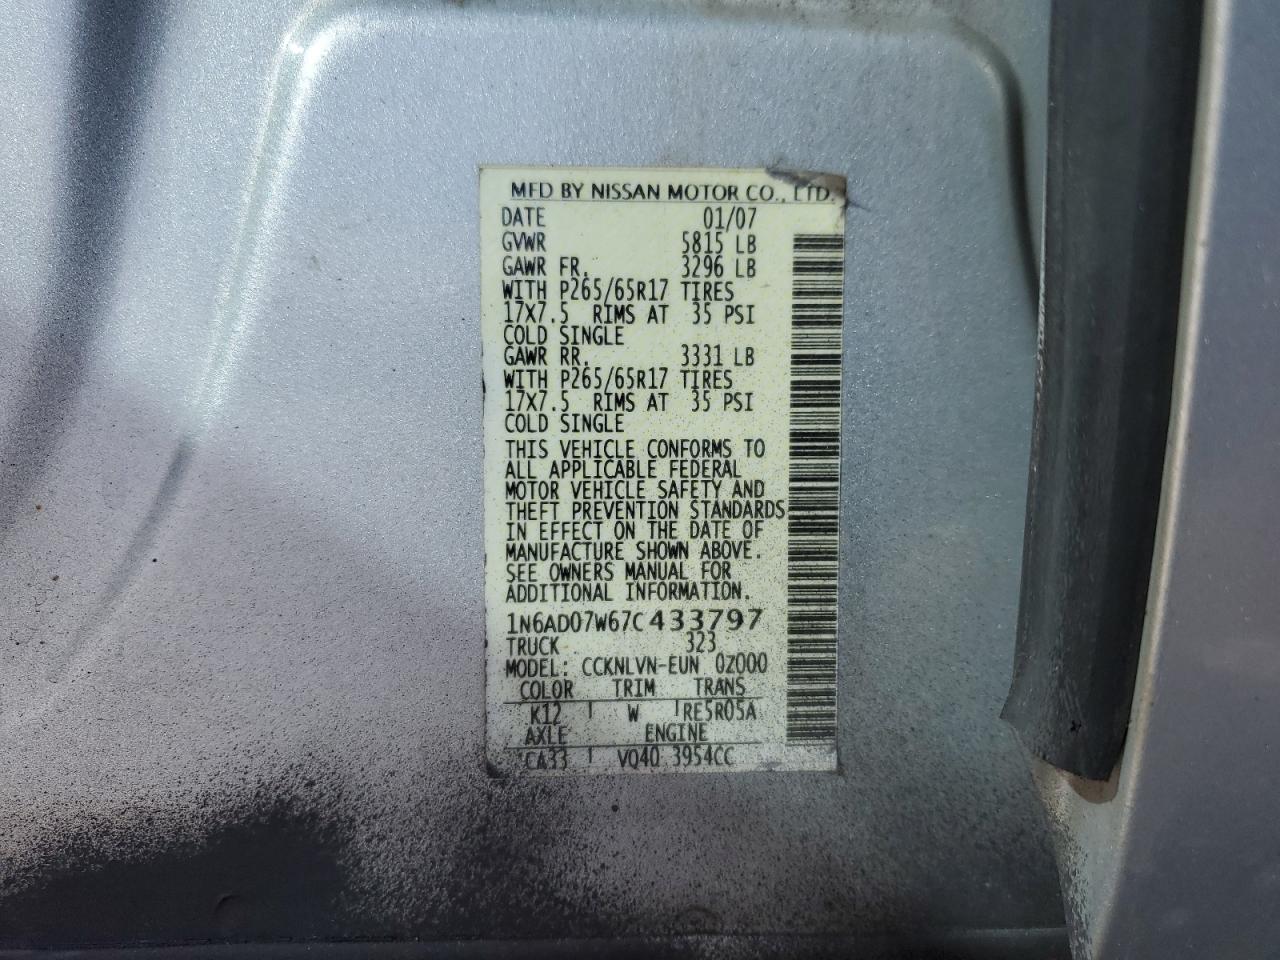 MFD BY NISSAN MOTOR CO., LTD.
DATE 01/07
GVWR 5815 LB
GAWR FR. 3296 LB
WITH P265/65R17 TIRES
17X7.5 RIMS AT 35 PSI
COLD SINGLE
GAWR RR. 3331 LB
WITH P265/65R17 TIRES
17X7.5 RIMS AT 35 PSI
COLD SINGLE
THIS VEHICLE CONFORMS TO
ALL APPLICABLE FEDERAL
MOTOR VEHICLE SAFETY AND
THEFT PREVENTION STANDARDS
IN EFFECT ON THE DATE OF
MANUFACTURE SHOWN ABOVE.
SEE OWNERS MANUAL FOR
ADDITIONAL INFORMATION.
1N6AD07W67C433797
TRUCK 323
MODEL: CCKNLVN-EUN 0Z000
COLOR TRIM TRANS
K12 W RE5R05A
AXLE ENGINE
CA33 VQ40 3954CC